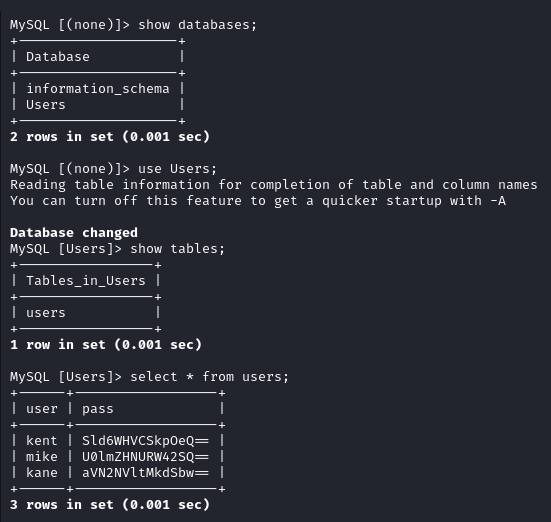 MySQL [(none)]> show databases;
+--------------------+
| Database           |
+--------------------+
| information_schema |
| Users              |
+--------------------+
2 rows in set (0.001 sec)
MySQL [(none)]> use Users;
Reading table information for completion of table and column names
You can turn off this feature to get a quicker startup with -A
Database changed
MySQL [Users]> show tables;
+-----------------+
| Tables_in_Users |
+-----------------+
| users           |
+-----------------+
1 row in set (0.001 sec)
MySQL [Users]> select * from users;
+------+------------------+
| user | pass             |
+------+------------------+
| kent | Sld6WHVCSkpOeQ== |
| mike | U0lmZHNURW42SQ== |
| kane | aVN2NVltMkdSbw== |
+------+------------------+
3 rows in set (0.001 sec)